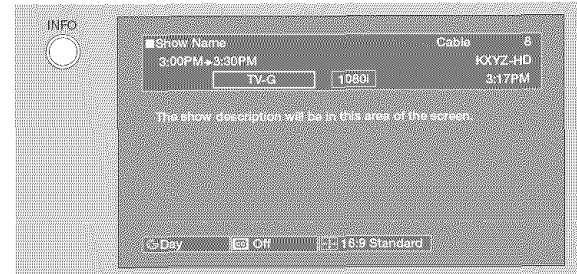 INFO
Show Name Cable 8
3:00PM→3:30PM KXYZ-HD
TV-G 1080i 3:17PM
The show description will be in this area of the screen.
Day CC Off 16:9 Standard